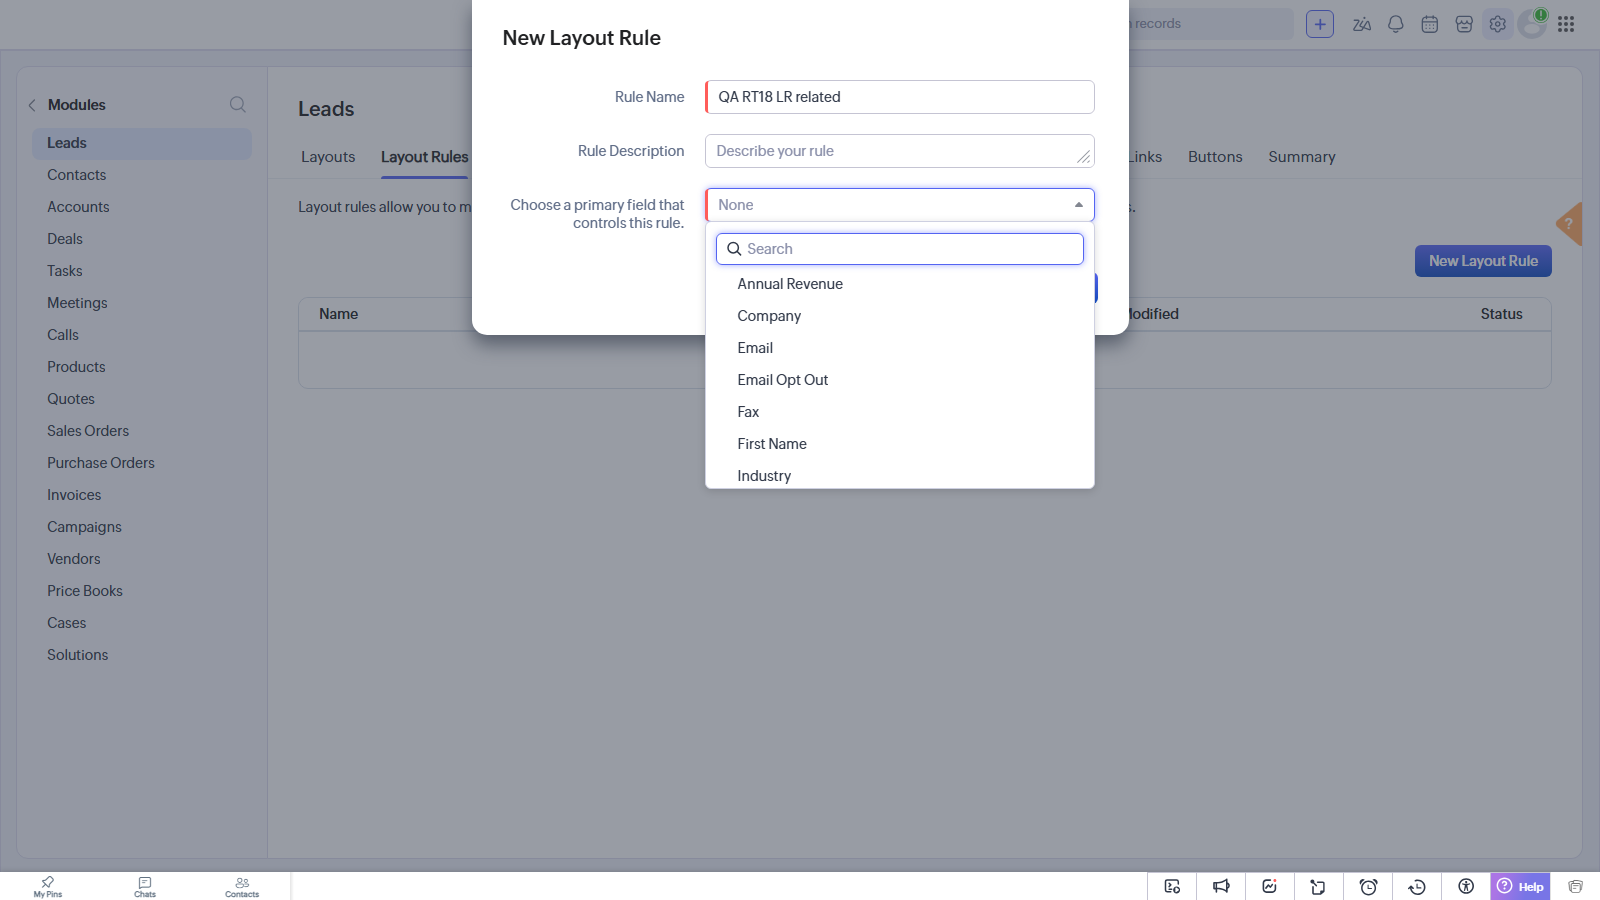 New Layout Rule
records
!
Rule Name
QA RT18 LR related
Modules
Leads
Rule Description
Describe your rule
Layouts
Layout Rules
Links
Buttons
Summary
Leads
Contacts
Accounts
Deals
Tasks
Meetings
Calls
Products
Quotes
Sales Orders
Purchase Orders
Invoices
Campaigns
Vendors
Price Books
Cases
Solutions
Layout rules allow you to m
s.
Choose a primary field that
controls this rule.
None
Search
Annual Revenue
Company
Email
Email Opt Out
Fax
First Name
Industry
?
New Layout Rule
Name
Modified
Status
My Pins
Chats
Contacts
Help